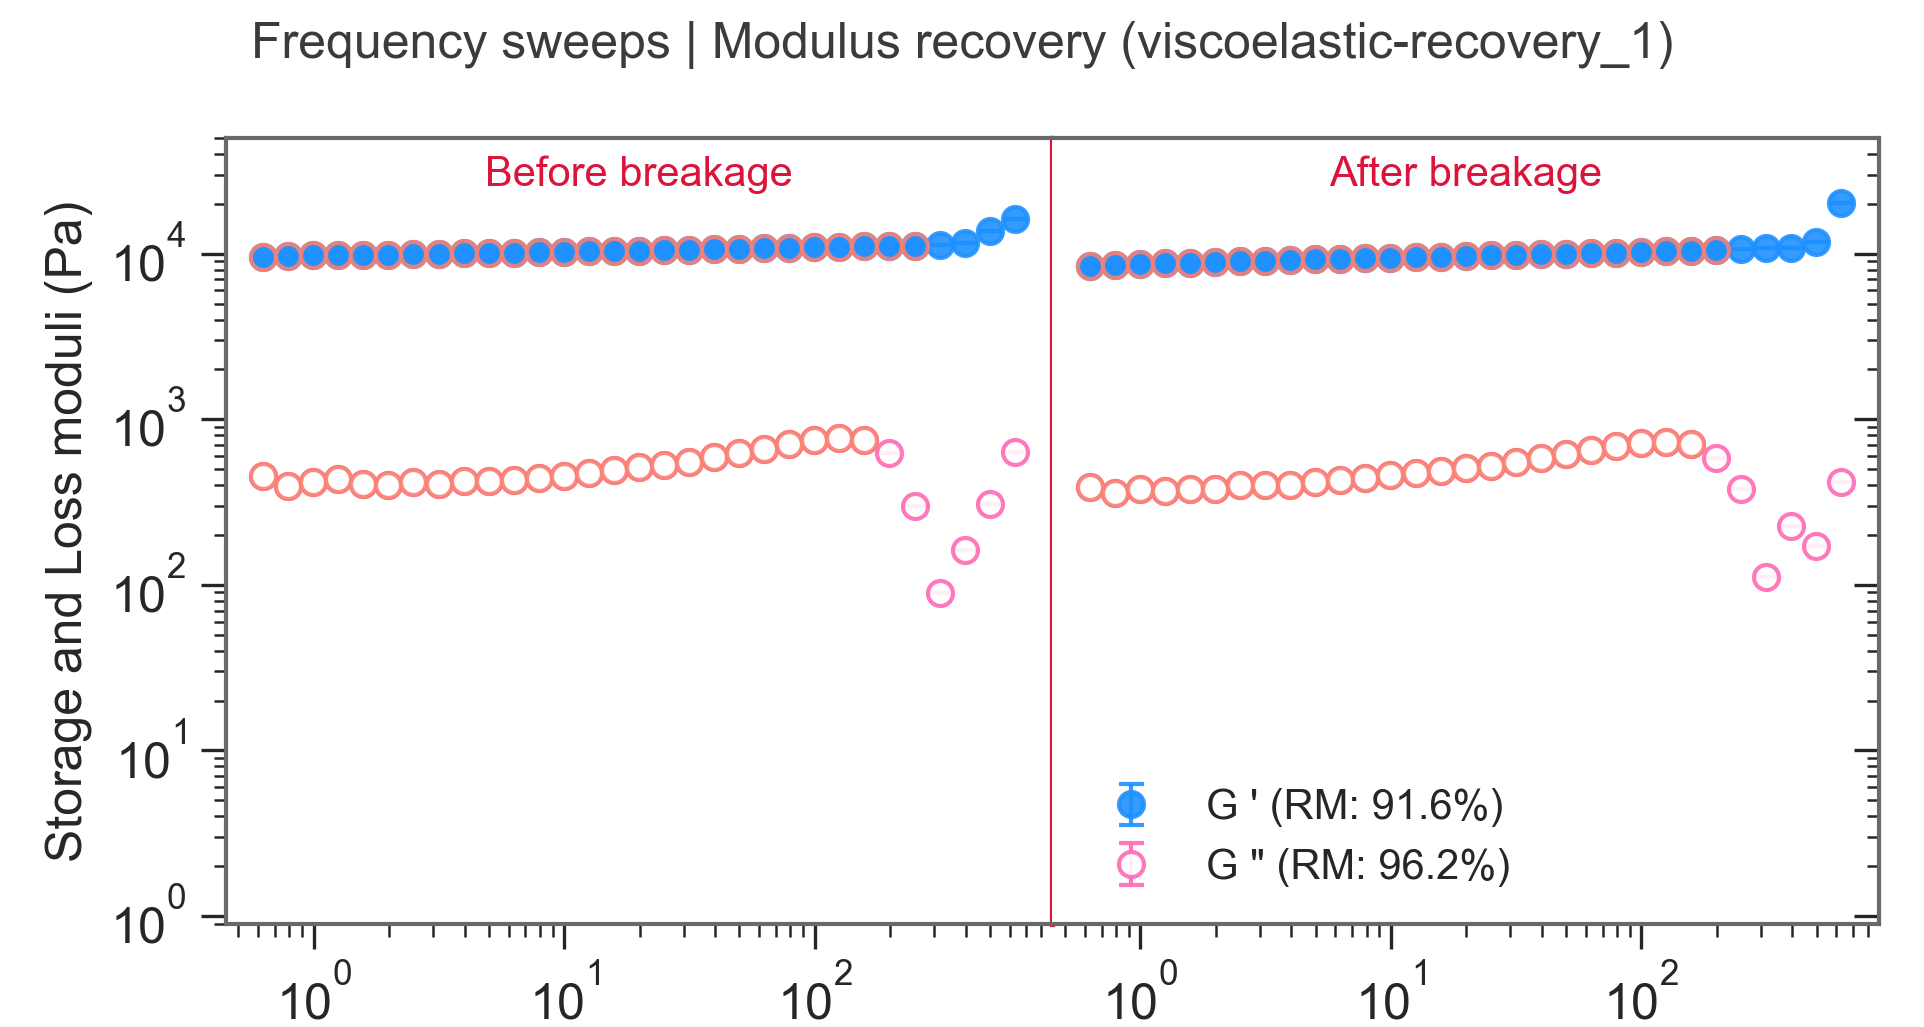 Frequency sweeps | Modulus recovery (viscoelastic-recovery_1)
Before breakage
After breakage
Storage and Loss moduli (Pa)
10^4
10^3
10^2
10^1
10^0
G ' (RM: 91.6%)
G " (RM: 96.2%)
10^0 10^1 10^2 10^0 10^1 10^2